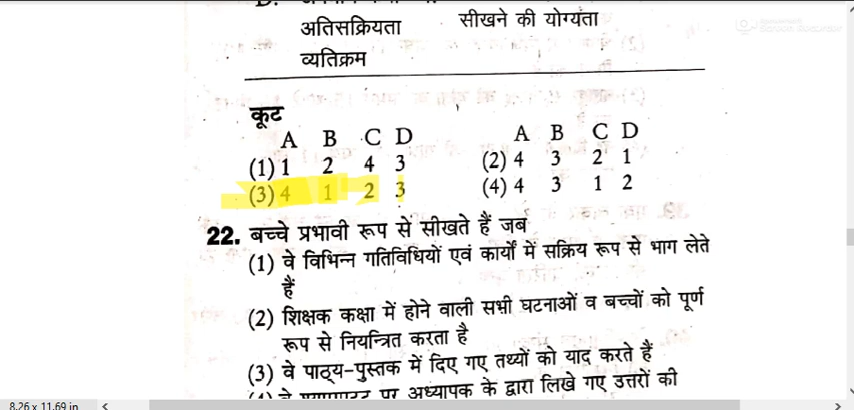 अतिसक्रियता सीखने की योग्यता
व्यतिक्रम
कूट
A B C D A B C D
(1) 1 2 4 3 (2) 4 3 2 1
(3) 4 1 2 3 (4) 4 3 1 2
22. बच्चे प्रभावी रूप से सीखते हैं जब
(1) वे विभिन्न गतिविधियों एवं कार्यों में सक्रिय रूप से भाग लेते
हैं
(2) शिक्षक कक्षा में होने वाली सभी घटनाओं व बच्चों को पूर्ण
रूप से नियन्त्रित करता है
(3) वे पाठ्य-पुस्तक में दिए गए तथ्यों को याद करते हैं
पर अध्यापक के द्वारा लिखे गए उत्तरों की
8.26 x 11.69 in